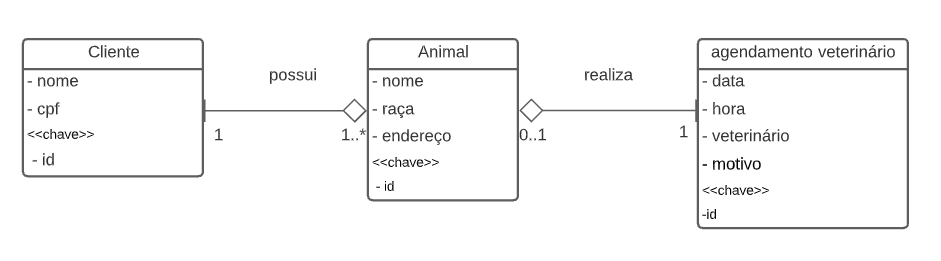 Cliente
- nome
- cpf
<<chave>>
- id
possui
1
1..*
Animal
- nome
- raça
- endereço
<<chave>>
- id
realiza
0..1
1
agendamento veterinário
- data
- hora
- veterinário
- motivo
<<chave>>
-id